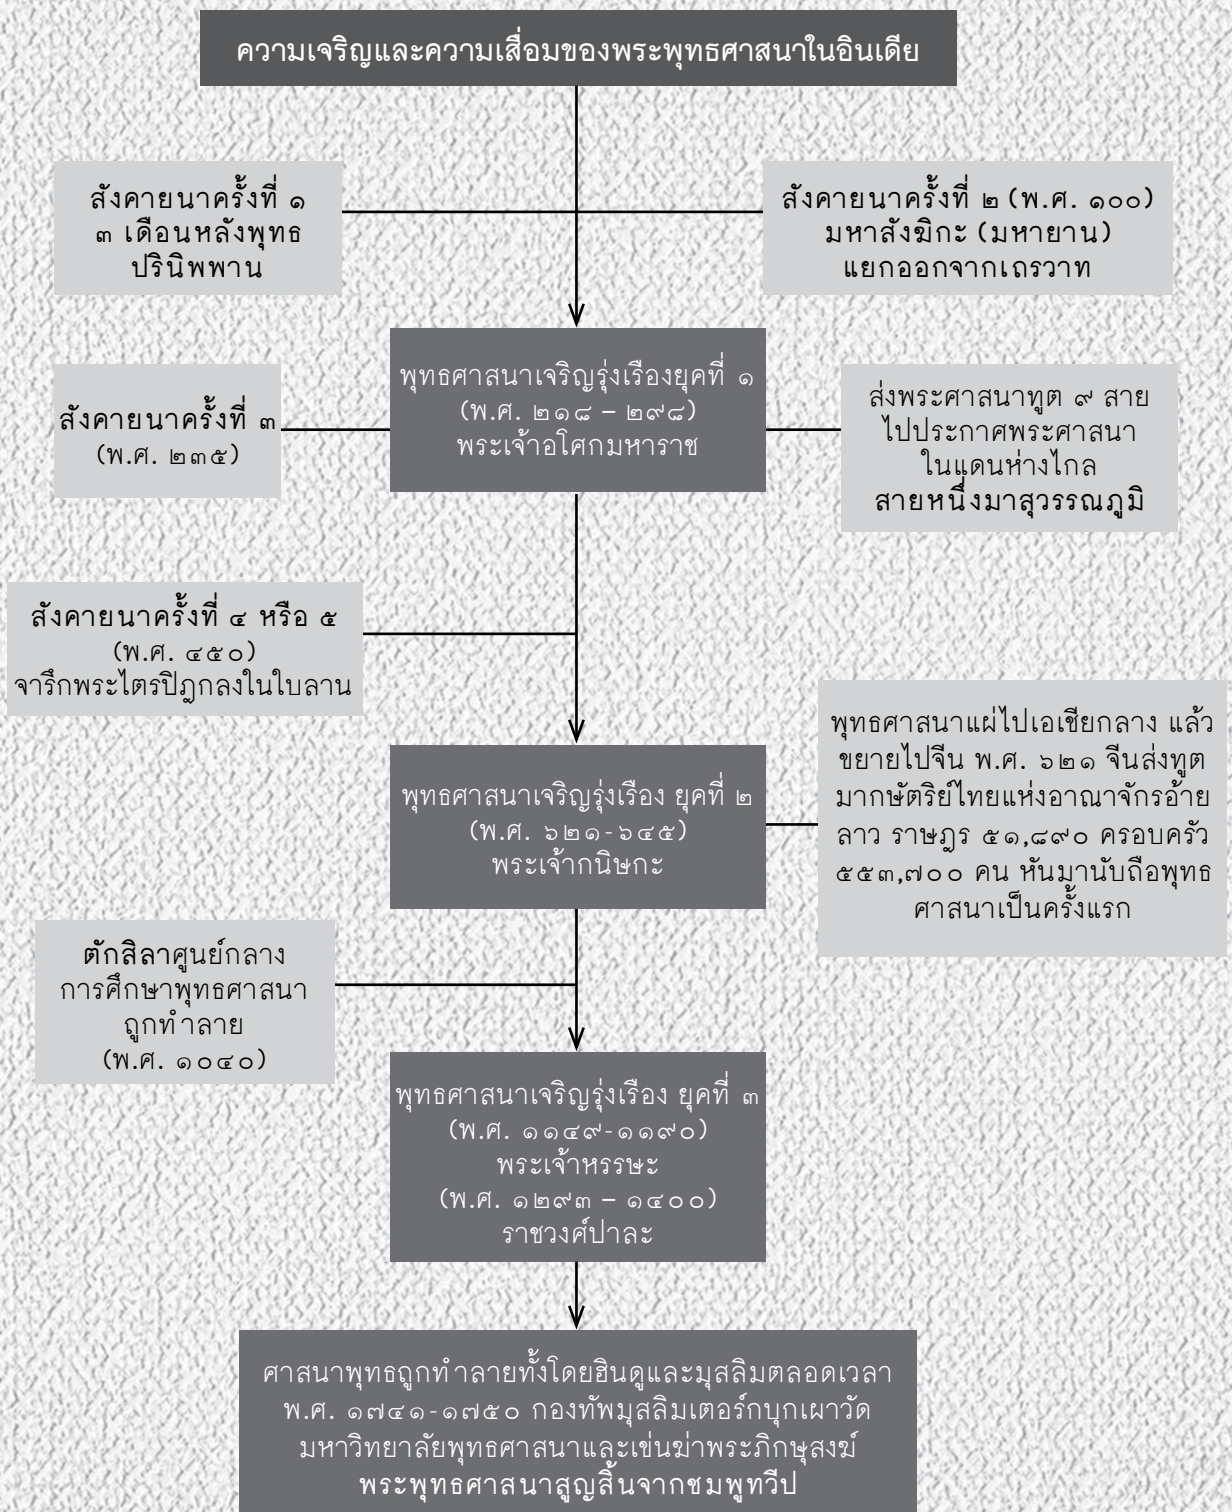 ความเจริญและความเสื่อมของพระพุทธศาสนาในอินเดีย
สังคายนาครั้งที่ ๑
๓ เดือนหลังพุทธ
ปรินิพพาน
สังคายนาครั้งที่ ๒ (พ.ศ. ๑๐๐)
มหาสังฆิกะ (มหายาน)
แยกออกจากเถรวาท
พุทธศาสนาเจริญรุ่งเรืองยุคที่ ๑
(พ.ศ. ๒๑๘ – ๒๙๘)
พระเจ้าอโศกมหาราช
สังคายนาครั้งที่ ๓
(พ.ศ. ๒๓๕)
ส่งพระศาสนาทูต ๙ สาย
ไปประกาศพระศาสนา
ในแดนห่างไกล
สายหนึ่งมาสุวรรณภูมิ
สังคายนาครั้งที่ ๔ หรือ ๕
(พ.ศ. ๔๕๐)
จารึกพระไตรปิฎกลงในใบลาน
พุทธศาสนาเจริญรุ่งเรือง ยุคที่ ๒
(พ.ศ. ๖๒๑-๖๔๕)
พระเจ้ากนิษกะ
พุทธศาสนาแผ่ไปเอเชียกลาง แล้ว
ขยายไปจีน พ.ศ. ๖๒๑ จีนส่งทูต
มากษัตริย์ไทยแห่งอาณาจักรอ้าย
ลาว ราษฎร ๕๑,๘๙๐ ครอบครัว
๕๕๓,๗๐๐ คน หันมานับถือพุทธ
ศาสนาเป็นครั้งแรก
ตักสิลาศูนย์กลาง
การศึกษาพุทธศาสนา
ถูกทำลาย
(พ.ศ. ๑๐๔๐)
พุทธศาสนาเจริญรุ่งเรือง ยุคที่ ๓
(พ.ศ. ๑๑๔๙-๑๑๙๐)
พระเจ้าหรรษะ
(พ.ศ. ๑๒๙๓ – ๑๔๐๐)
ราชวงศ์ปาละ
ศาสนาพุทธถูกทำลายทั้งโดยฮินดูและมุสลิมตลอดเวลา
พ.ศ. ๑๗๔๑-๑๗๕๐ กองทัพมุสลิมเตอร์กบุกเผาวัด
มหาวิทยาลัยพุทธศาสนาและเข่นฆ่าพระภิกษุสงฆ์
พระพุทธศาสนาสูญสิ้นจากชมพูทวีป